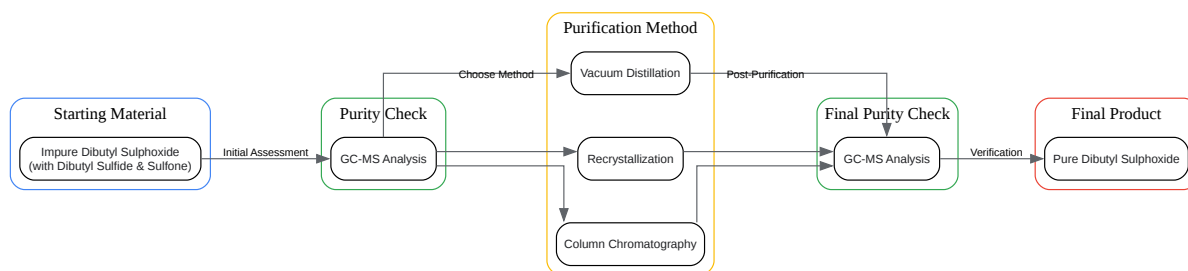 Purification Method
Vacuum Distillation
Choose Method
Post-Purification
Starting Material
Impure Dibutyl Sulphoxide
(with Dibutyl Sulfide & Sulfone)
Initial Assessment
Purity Check
GC-MS Analysis
Recrystallization
Column Chromatography
Final Purity Check
GC-MS Analysis
Verification
Final Product
Pure Dibutyl Sulphoxide